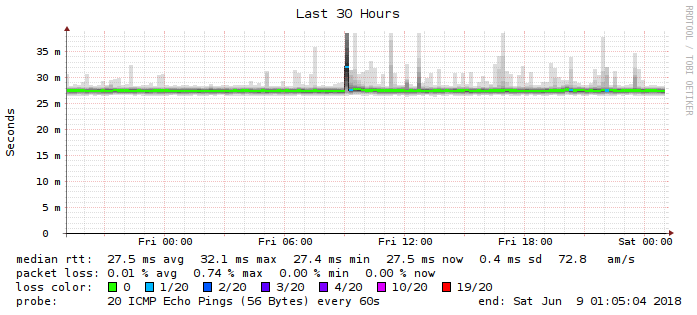 Last 30 Hours
RRDTOOL / TOBI OETIKER
Seconds
35 m
30 m
25 m
20 m
15 m
10 m
5 m
0
Fri 00:00 Fri 06:00 Fri 12:00 Fri 18:00 Sat 00:00
median rtt: 27.5 ms avg 32.1 ms max 27.4 ms min 27.5 ms now 0.4 ms sd 72.8 am/s
packet loss: 0.01 % avg 0.74 % max 0.00 % min 0.00 % now
loss color: 0 1/20 2/20 3/20 4/20 10/20 19/20
probe: 20 ICMP Echo Pings (56 Bytes) every 60s end: Sat Jun 9 01:05:04 2018